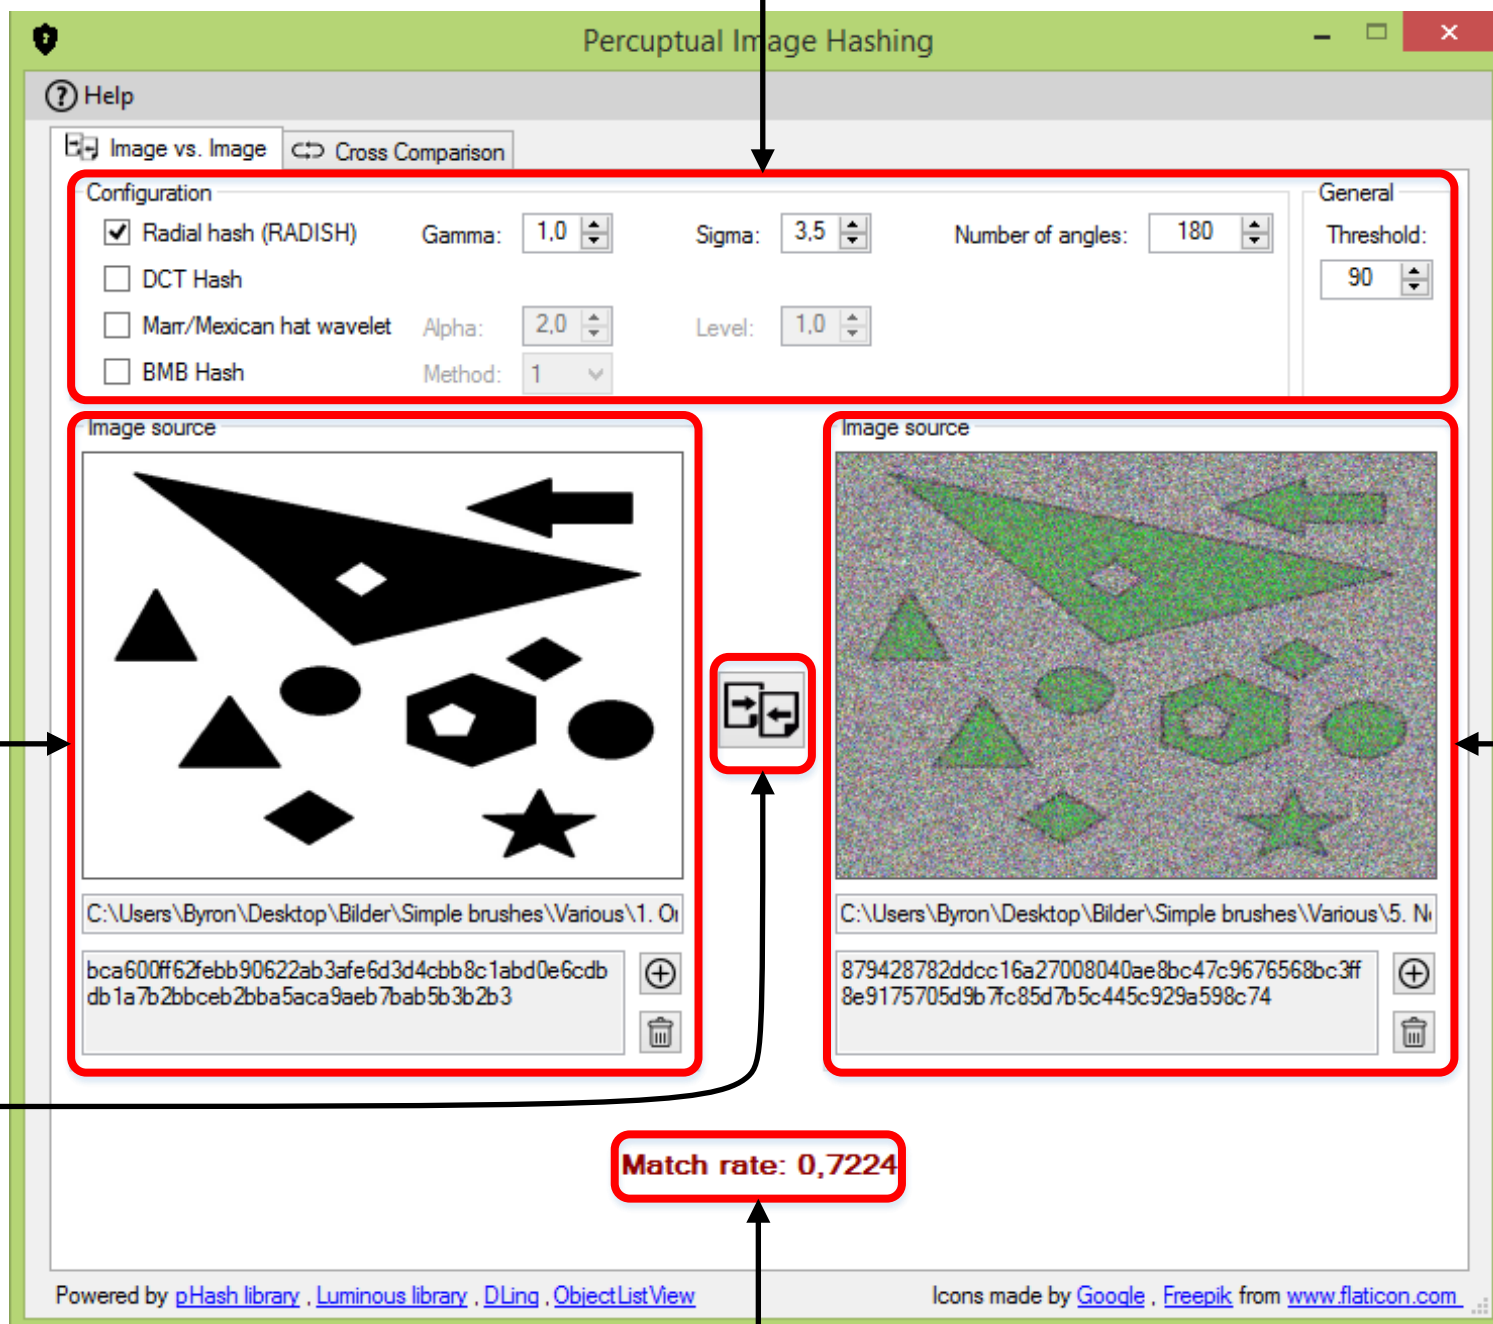 Percuptual Image Hashing
Help
Image vs. Image
Cross Comparison
Configuration
General
Radial hash (RADISH) Gamma: 1,0 Sigma: 3,5 Number of angles: 180 Threshold:
DCT Hash 90
Marr/Mexican hat wavelet Alpha: 2,0 Level: 1,0
BMB Hash Method: 1
Image source
C:\Users\Byron\Desktop\Bilder\Simple brushes\Various\1.
bca600ff62febb90622ab3afe6d3d4cbb8c1abd0e6cdb
db1a7b2bbceb2bba5aca9aeb7bab5b3b2b3
Image source
C:\Users\Byron\Desktop\Bilder\Simple brushes\Various\5.
879428782ddcc16a27008040ae8bc47c9676568bc3ff
8e9175705d9b7fc85d7b5c445c929a598c74
Match rate: 0,7224
Powered by pHash library , Luminous library , DLinq , ObjectListView
Icons made by Google , Freepik from www.flaticon.com